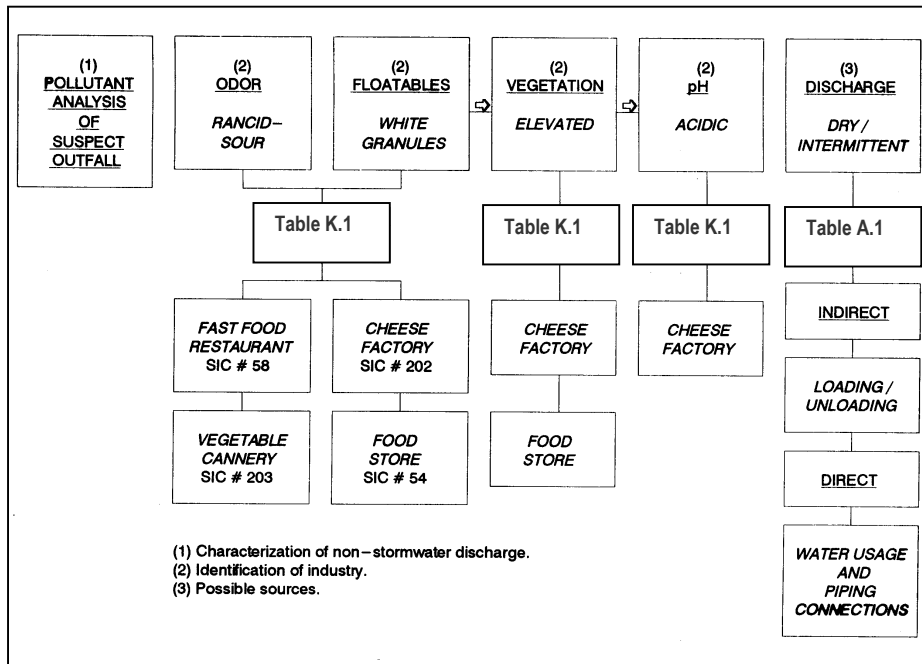 (1)
POLLUTANT
ANALYSIS
OF
SUSPECT
OUTFALL
(2)
ODOR
RANCID–
SOUR
(2)
FLOATABLES
WHITE
GRANULES
(2)
VEGETATION
ELEVATED
(2)
pH
ACIDIC
(3)
DISCHARGE
DRY /
INTERMITTENT
Table K.1
Table K.1
Table K.1
Table A.1
FAST FOOD
RESTAURANT
SIC # 58
CHEESE
FACTORY
SIC # 202
CHEESE
FACTORY
CHEESE
FACTORY
INDIRECT
LOADING /
UNLOADING
VEGETABLE
CANNERY
SIC # 203
FOOD
STORE
SIC # 54
FOOD
STORE
DIRECT
WATER USAGE
AND
PIPING
CONNECTIONS
(1) Characterization of non–stormwater discharge.
(2) Identification of industry.
(3) Possible sources.